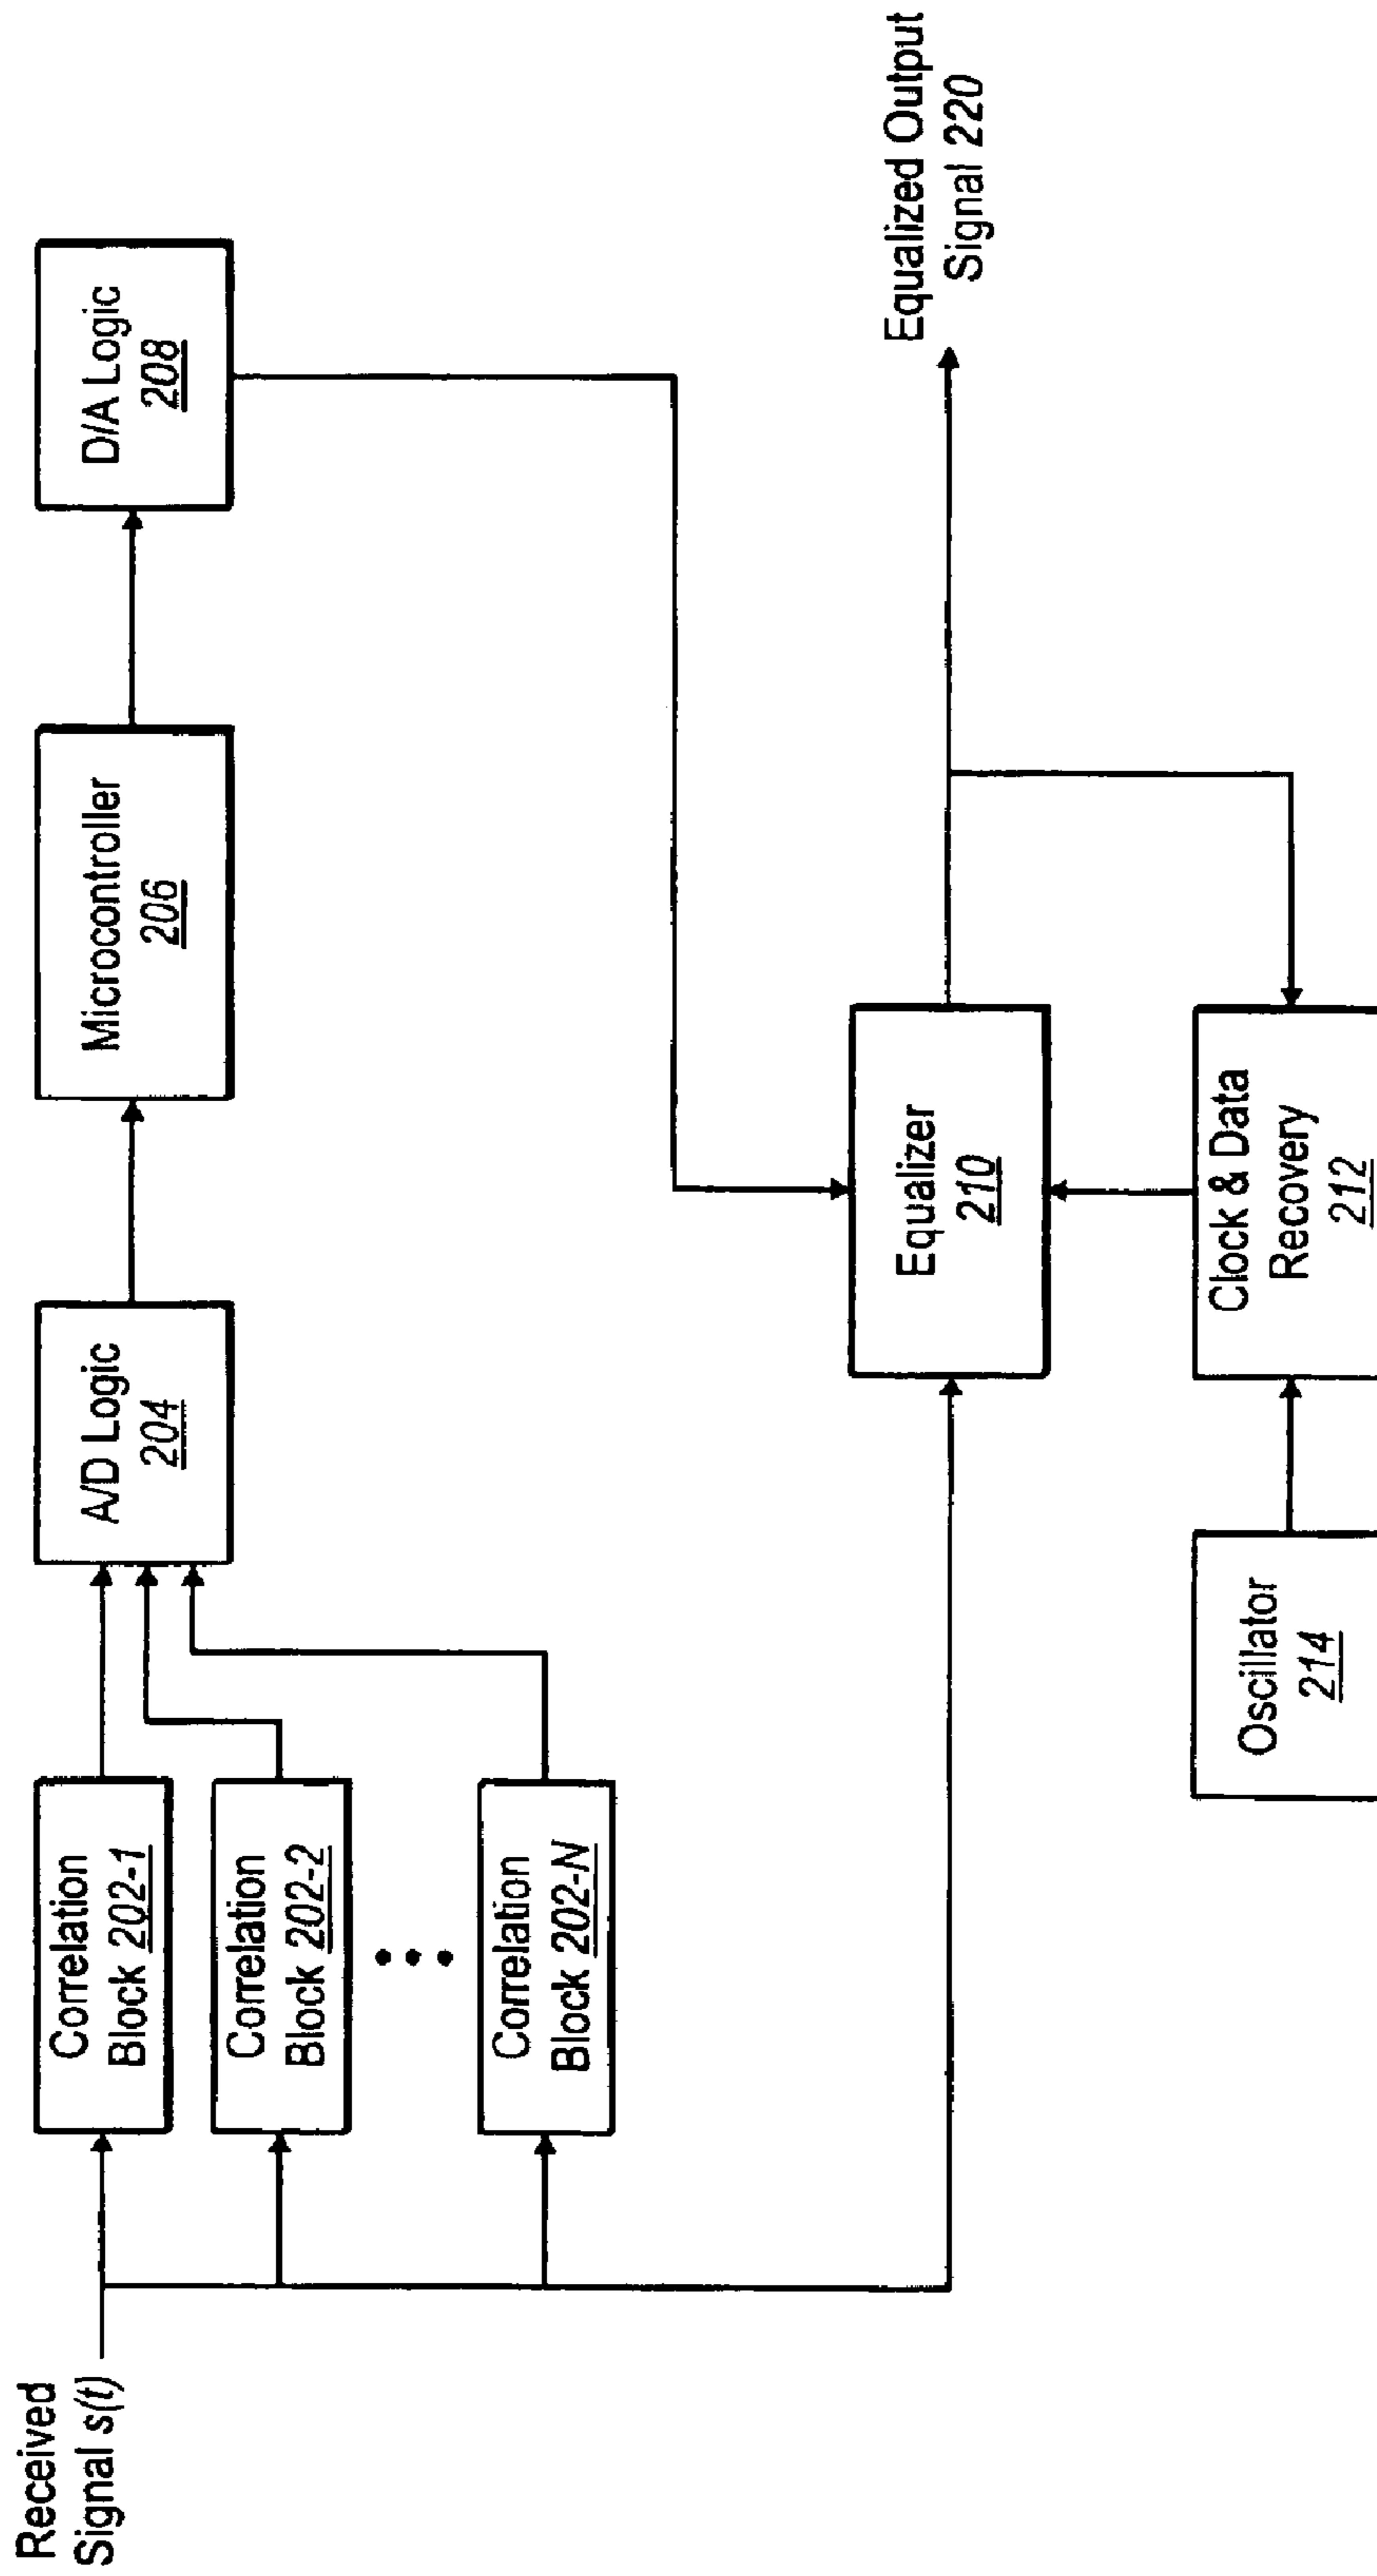 Received
Signal s(t)
Correlation
Block 202-1
Correlation
Block 202-2
Correlation
Block 202-N
A/D Logic
204
Microcontroller
206
D/A Logic
208
Equalizer
210
Equalized Output
Signal 220
Oscillator
214
Clock & Data
Recovery
212